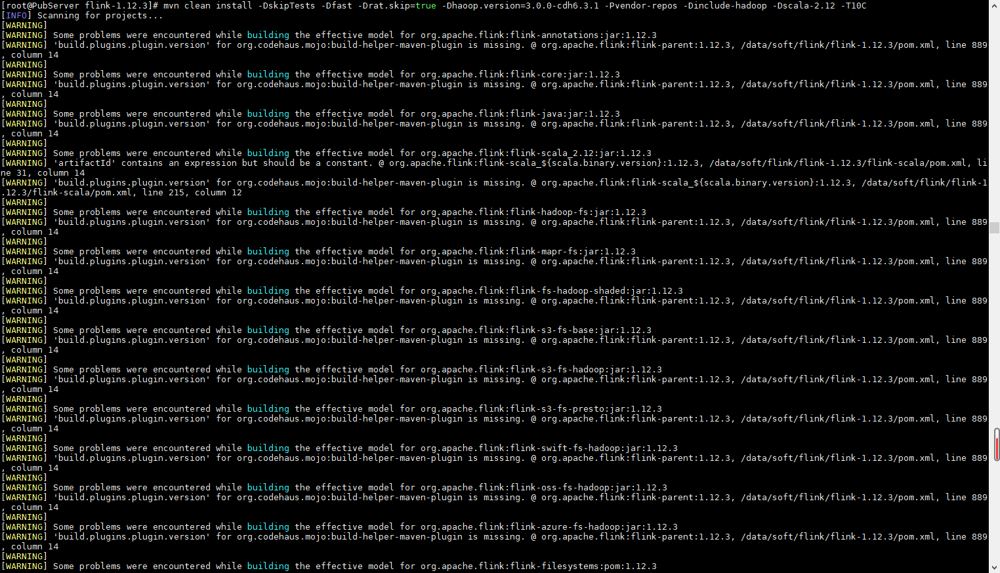 [root@PubServer flink-1.12.3]# mvn clean install -DskipTests -Dfast -Drat.skip=true -Dhaoop.version=3.0.0-cdh6.3.1 -Pvendor-repos -Dinclude-hadoop -Dscala-2.12 -T10C
[INFO] Scanning for projects...
[WARNING]
[WARNING] Some problems were encountered while building the effective model for org.apache.flink:flink-annotations:jar:1.12.3
[WARNING] 'build.plugins.plugin.version' for org.codehaus.mojo:build-helper-maven-plugin is missing. @ org.apache.flink:flink-parent:1.12.3, /data/soft/flink/flink-1.12.3/pom.xml, line 889
, column 14
[WARNING]
[WARNING] Some problems were encountered while building the effective model for org.apache.flink:flink-core:jar:1.12.3
[WARNING] 'build.plugins.plugin.version' for org.codehaus.mojo:build-helper-maven-plugin is missing. @ org.apache.flink:flink-parent:1.12.3, /data/soft/flink/flink-1.12.3/pom.xml, line 889
, column 14
[WARNING]
[WARNING] Some problems were encountered while building the effective model for org.apache.flink:flink-java:jar:1.12.3
[WARNING] 'build.plugins.plugin.version' for org.codehaus.mojo:build-helper-maven-plugin is missing. @ org.apache.flink:flink-parent:1.12.3, /data/soft/flink/flink-1.12.3/pom.xml, line 889
, column 14
[WARNING]
[WARNING] Some problems were encountered while building the effective model for org.apache.flink:flink-scala_2.12:jar:1.12.3
[WARNING] 'artifactId' contains an expression but should be a constant. @ org.apache.flink:flink-scala_${scala.binary.version}:1.12.3, /data/soft/flink/flink-1.12.3/flink-scala/pom.xml, li
ne 31, column 14
[WARNING] 'build.plugins.plugin.version' for org.codehaus.mojo:build-helper-maven-plugin is missing. @ org.apache.flink:flink-scala_${scala.binary.version}:1.12.3, /data/soft/flink/flink-1
.12.3/flink-scala/pom.xml, line 215, column 12
[WARNING]
[WARNING] Some problems were encountered while building the effective model for org.apache.flink:flink-hadoop-fs:jar:1.12.3
[WARNING] 'build.plugins.plugin.version' for org.codehaus.mojo:build-helper-maven-plugin is missing. @ org.apache.flink:flink-parent:1.12.3, /data/soft/flink/flink-1.12.3/pom.xml, line 889
, column 14
[WARNING]
[WARNING] Some problems were encountered while building the effective model for org.apache.flink:flink-mapr-fs:jar:1.12.3
[WARNING] 'build.plugins.plugin.version' for org.codehaus.mojo:build-helper-maven-plugin is missing. @ org.apache.flink:flink-parent:1.12.3, /data/soft/flink/flink-1.12.3/pom.xml, line 889
, column 14
[WARNING]
[WARNING] Some problems were encountered while building the effective model for org.apache.flink:flink-fs-hadoop-shaded:jar:1.12.3
[WARNING] 'build.plugins.plugin.version' for org.codehaus.mojo:build-helper-maven-plugin is missing. @ org.apache.flink:flink-parent:1.12.3, /data/soft/flink/flink-1.12.3/pom.xml, line 889
, column 14
[WARNING]
[WARNING] Some problems were encountered while building the effective model for org.apache.flink:flink-s3-fs-base:jar:1.12.3
[WARNING] 'build.plugins.plugin.version' for org.codehaus.mojo:build-helper-maven-plugin is missing. @ org.apache.flink:flink-parent:1.12.3, /data/soft/flink/flink-1.12.3/pom.xml, line 889
, column 14
[WARNING]
[WARNING] Some problems were encountered while building the effective model for org.apache.flink:flink-s3-fs-hadoop:jar:1.12.3
[WARNING] 'build.plugins.plugin.version' for org.codehaus.mojo:build-helper-maven-plugin is missing. @ org.apache.flink:flink-parent:1.12.3, /data/soft/flink/flink-1.12.3/pom.xml, line 889
, column 14
[WARNING]
[WARNING] Some problems were encountered while building the effective model for org.apache.flink:flink-s3-fs-presto:jar:1.12.3
[WARNING] 'build.plugins.plugin.version' for org.codehaus.mojo:build-helper-maven-plugin is missing. @ org.apache.flink:flink-parent:1.12.3, /data/soft/flink/flink-1.12.3/pom.xml, line 889
, column 14
[WARNING]
[WARNING] Some problems were encountered while building the effective model for org.apache.flink:flink-swift-fs-hadoop:jar:1.12.3
[WARNING] 'build.plugins.plugin.version' for org.codehaus.mojo:build-helper-maven-plugin is missing. @ org.apache.flink:flink-parent:1.12.3, /data/soft/flink/flink-1.12.3/pom.xml, line 889
, column 14
[WARNING]
[WARNING] Some problems were encountered while building the effective model for org.apache.flink:flink-oss-fs-hadoop:jar:1.12.3
[WARNING] 'build.plugins.plugin.version' for org.codehaus.mojo:build-helper-maven-plugin is missing. @ org.apache.flink:flink-parent:1.12.3, /data/soft/flink/flink-1.12.3/pom.xml, line 889
, column 14
[WARNING]
[WARNING] Some problems were encountered while building the effective model for org.apache.flink:flink-azure-fs-hadoop:jar:1.12.3
[WARNING] 'build.plugins.plugin.version' for org.codehaus.mojo:build-helper-maven-plugin is missing. @ org.apache.flink:flink-parent:1.12.3, /data/soft/flink/flink-1.12.3/pom.xml, line 889
, column 14
[WARNING]
[WARNING] Some problems were encountered while building the effective model for org.apache.flink:flink-filesystems:pom:1.12.3